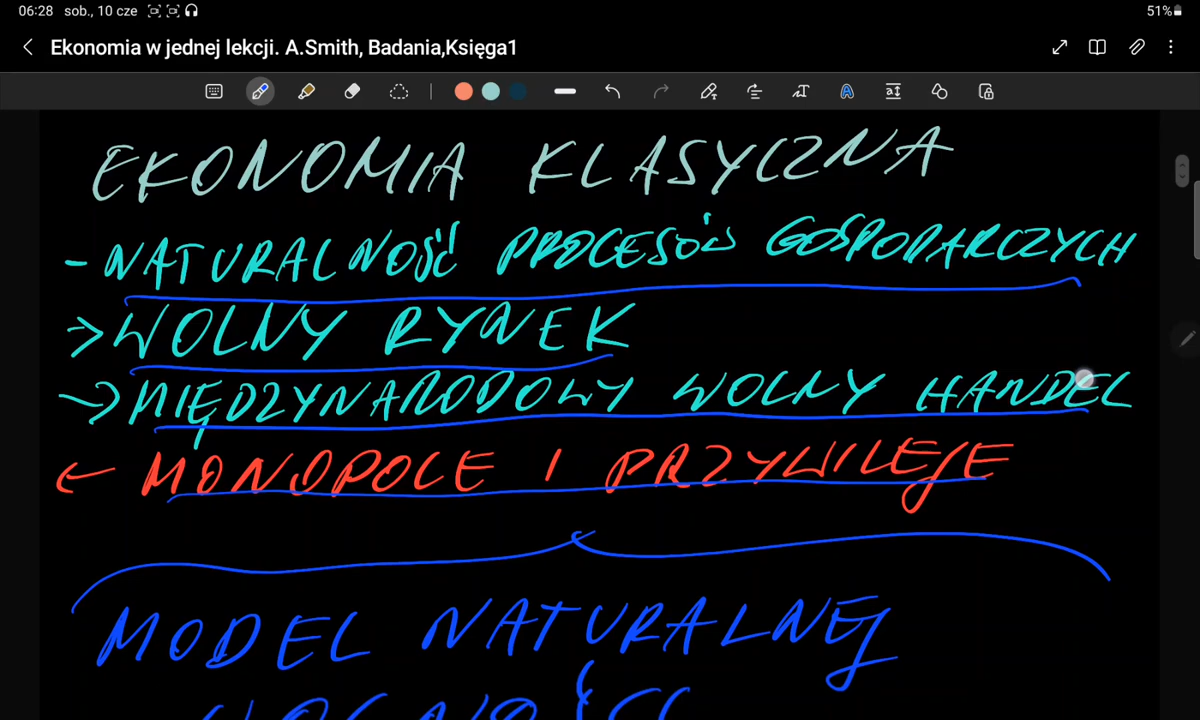 06:28 sob., 10 cze 51%
Ekonomia w jednej lekcji. A.Smith, Badania,Księga1
EKONOMIA KLASYCZNA
- NATURALNOŚĆ PROCESÓW GOSPODARCZYCH
→ WOLNY RYNEK
→ MIĘDZYNARODOWY WOLNY HANDEL
← MONOPOLE I PRZYWILEJE
MODEL NATURALNEJ
WOLNOŚCI